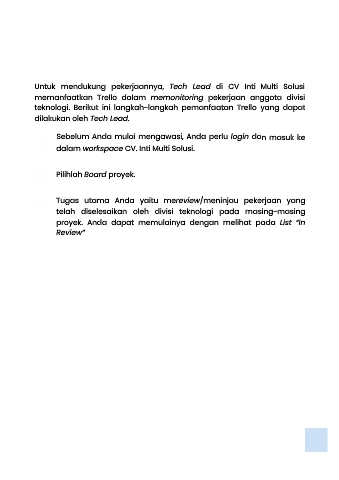 Untuk mendukung pekerjaannya, Tech Lead di CV Inti Multi Solusi
memanfaatkan Trello dalam memonitoring pekerjaan anggota divisi
teknologi. Berikut ini langkah-langkah pemanfaatan Trello yang dapat
dilakukan oleh Tech Lead.
Sebelum Anda mulai mengawasi, Anda perlu login dan masuk ke
dalam workspace CV. Inti Multi Solusi.
Pilihlah Board proyek.
Tugas utama Anda yaitu mereview/meninjau pekerjaan yang
telah diselesaikan oleh divisi teknologi pada masing-masing
proyek. Anda dapat memulainya dengan melihat pada List "In
Review"